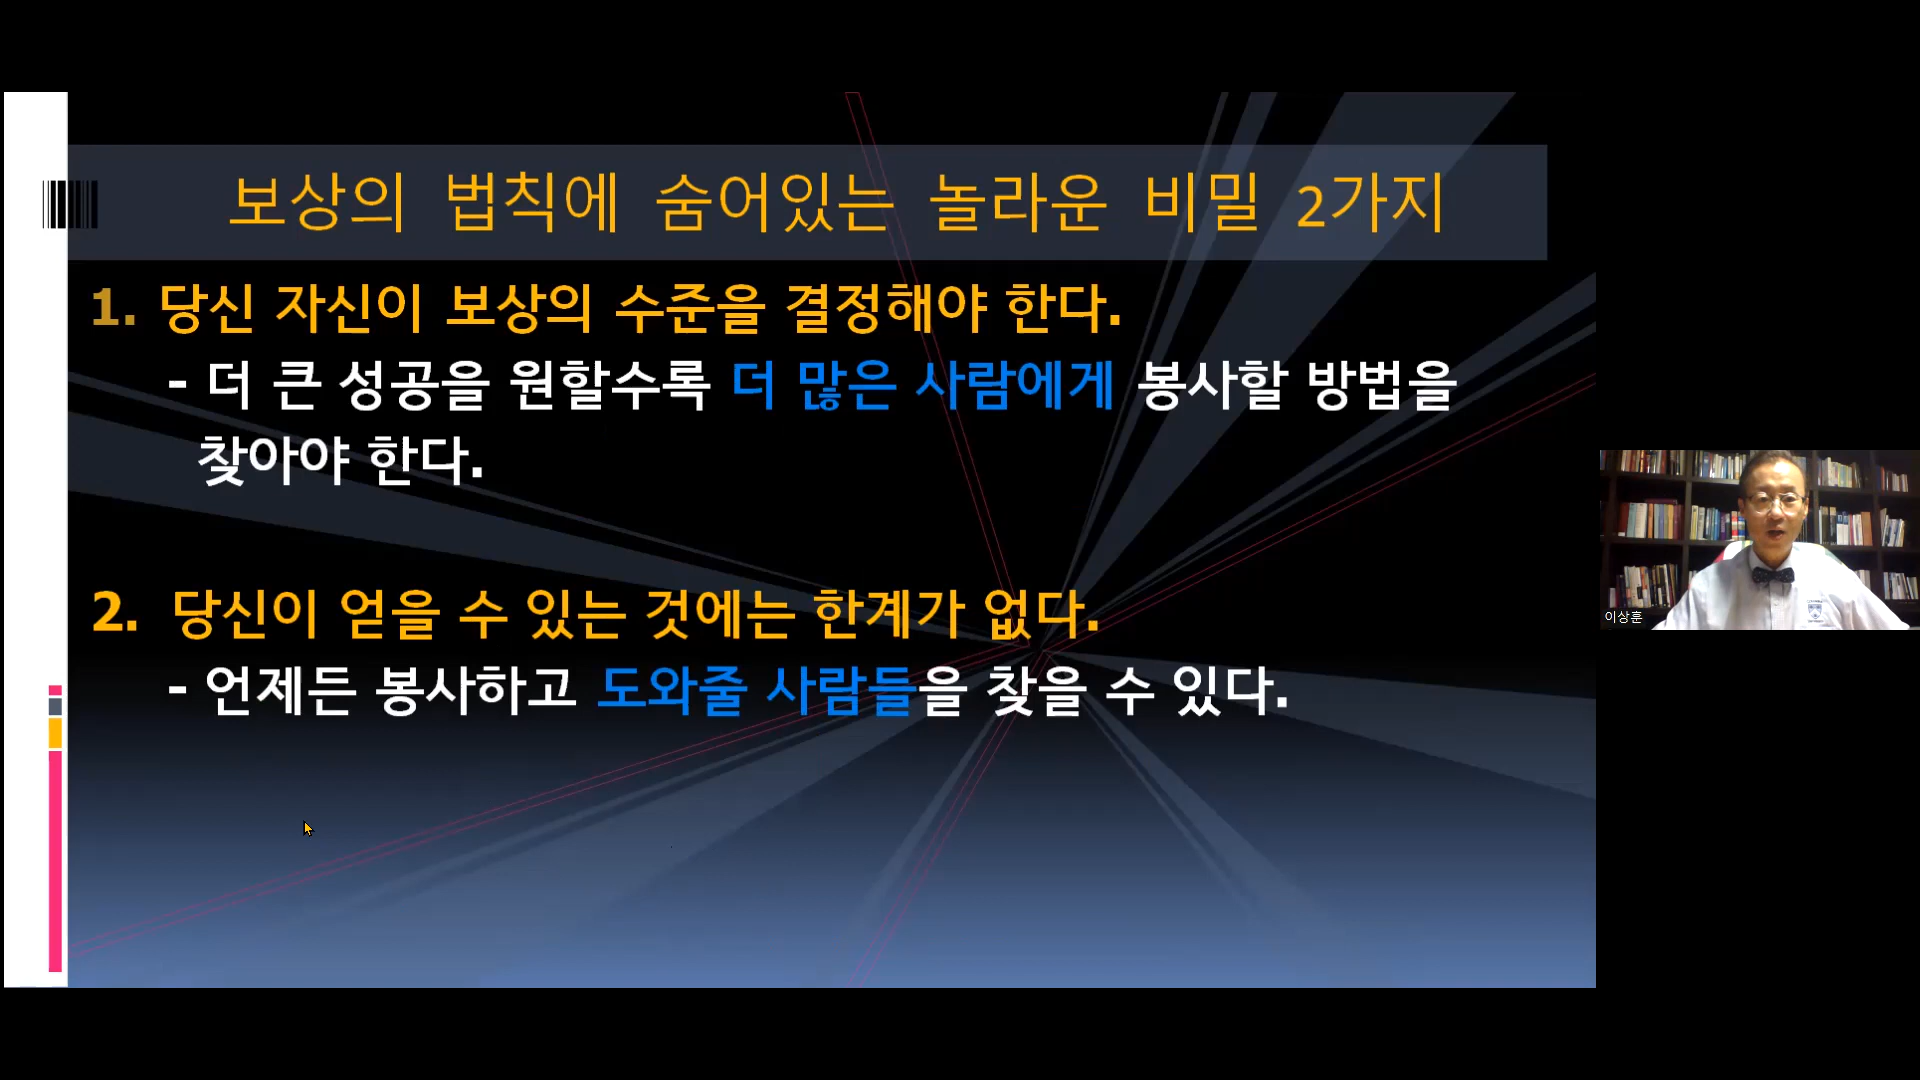 보상의 법칙에 숨어있는 놀라운 비밀 2가지
1. 당신 자신이 보상의 수준을 결정해야 한다.
- 더 큰 성공을 원할수록 더 많은 사람에게 봉사할 방법을
찾아야 한다.
2. 당신이 얻을 수 있는 것에는 한계가 없다.
- 언제든 봉사하고 도와줄 사람들을 찾을 수 있다.
이상훈